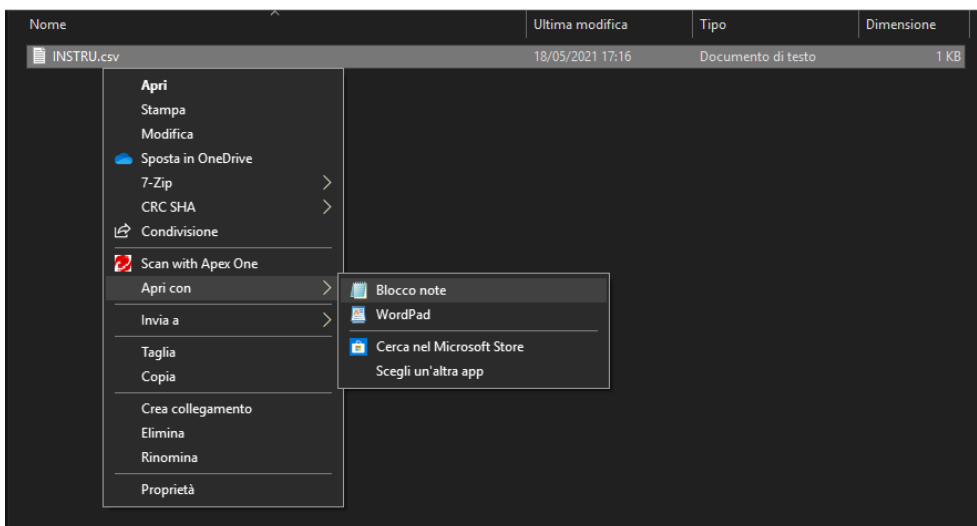 Nome Ultima modifica Tipo Dimensione
INSTRU.csv 18/05/2021 17:16 Documento di testo 1 KB
Apri
Stampa
Modifica
Sposta in OneDrive
7-Zip
CRC SHA
Condivisione
Scan with Apex One
Apri con
Invia a
Taglia
Copia
Crea collegamento
Elimina
Rinomina
Proprietà
Blocco note
WordPad
Cerca nel Microsoft Store
Scegli un'altra app